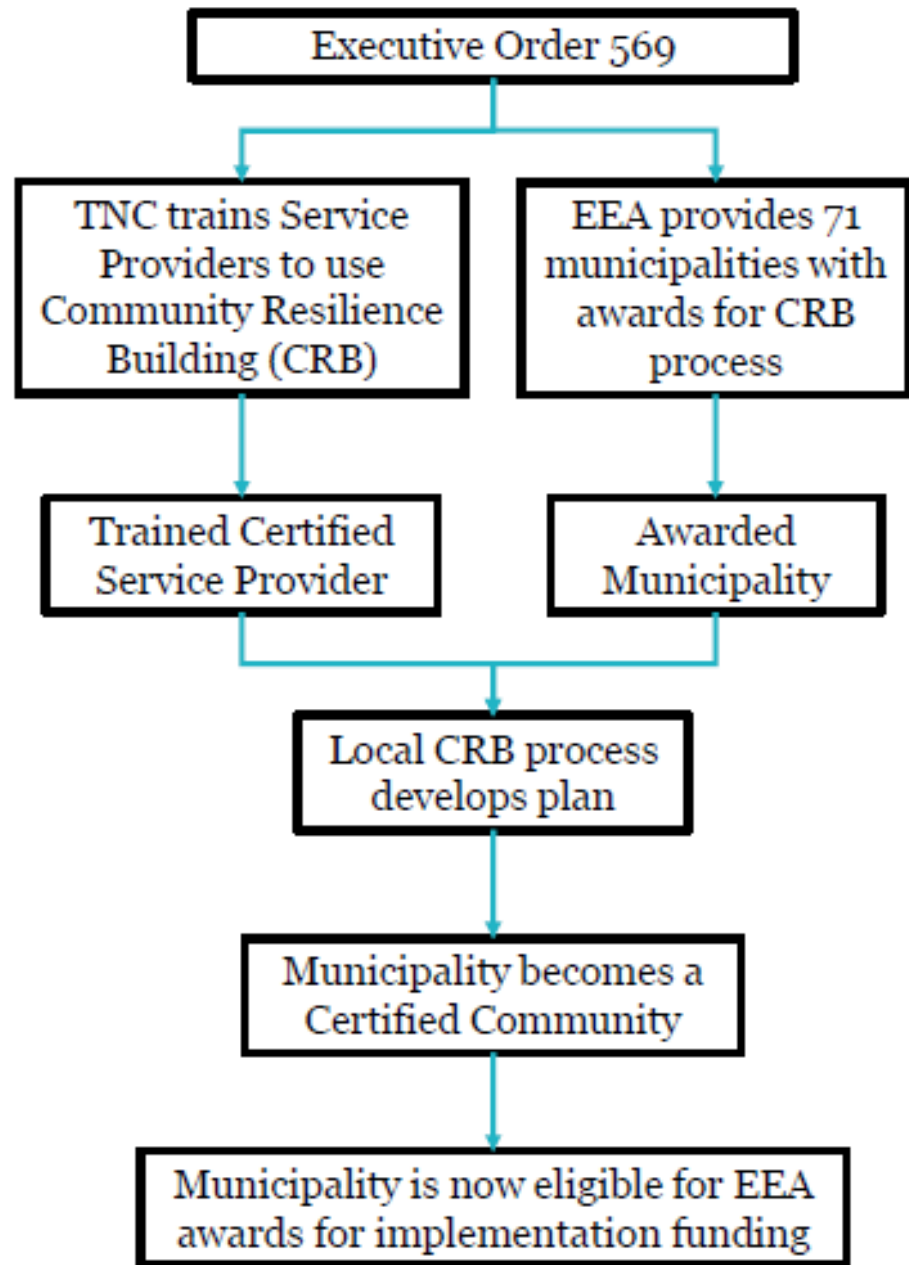 Executive Order 569
TNC trains Service
Providers to use
Community Resilience
Building (CRB)
EEA provides 71
municipalities with
awards for CRB
process
Trained Certified
Service Provider
Awarded
Municipality
Local CRB process
develops plan
Municipality becomes a
Certified Community
Municipality is now eligible for EEA
awards for implementation funding